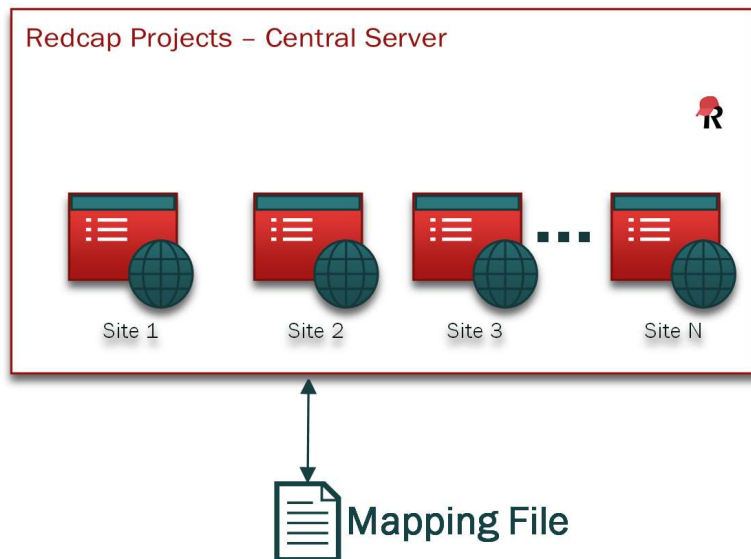 Redcap Projects – Central Server
R
Site 1
Site 2
Site 3
Site N
Mapping File